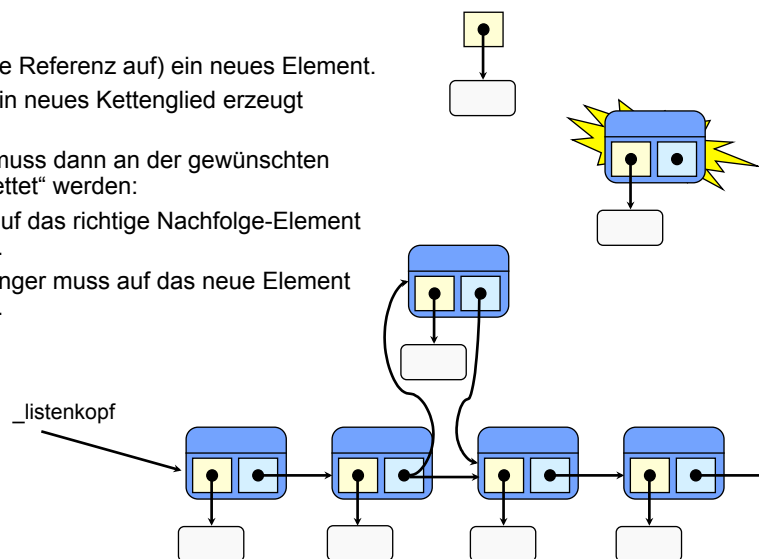 e Referenz auf) ein neues Element.
in neues Kettenglied erzeugt
muss dann an der gewünschten
ettet“ werden:
uf das richtige Nachfolge-Element
.
nger muss auf das neue Element
.
_listenkopf